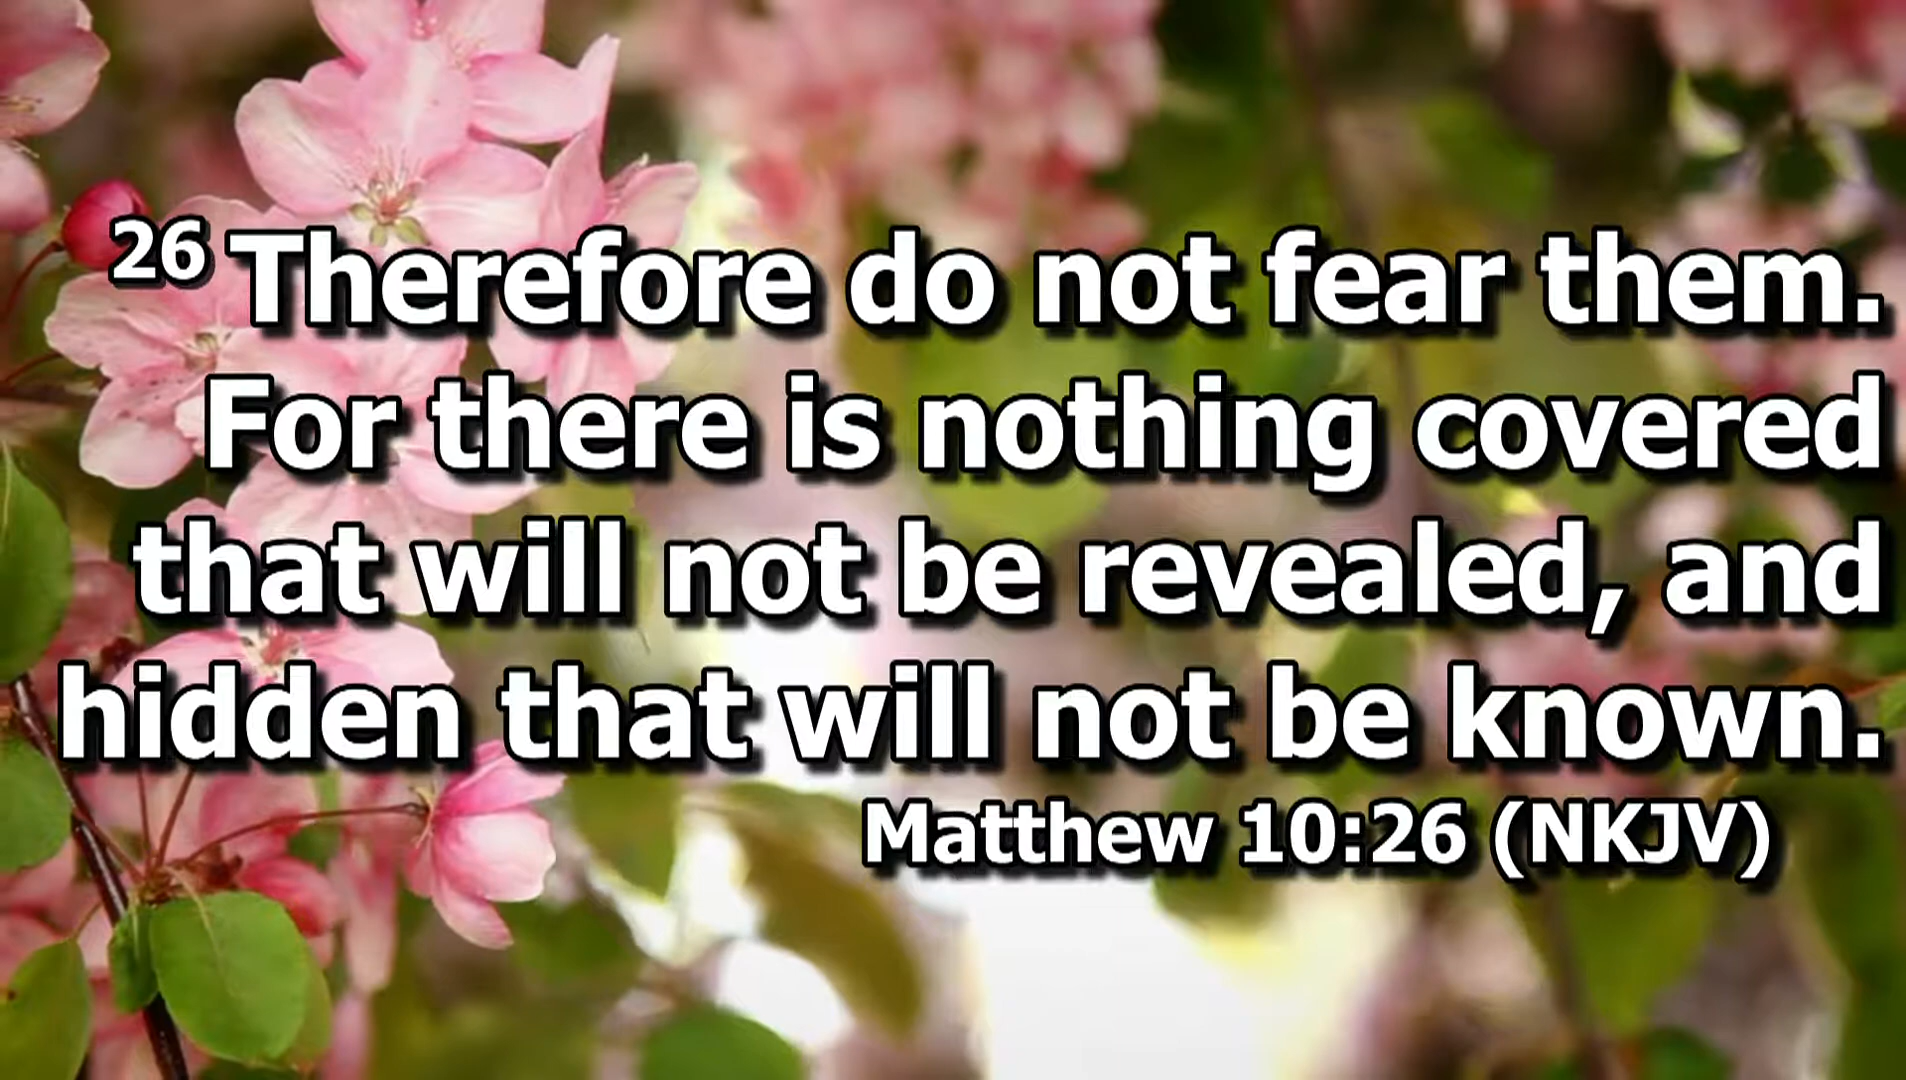 26 Therefore do not fear them.
For there is nothing covered
that will not be revealed, and
hidden that will not be known.
Matthew 10:26 (NKJV)